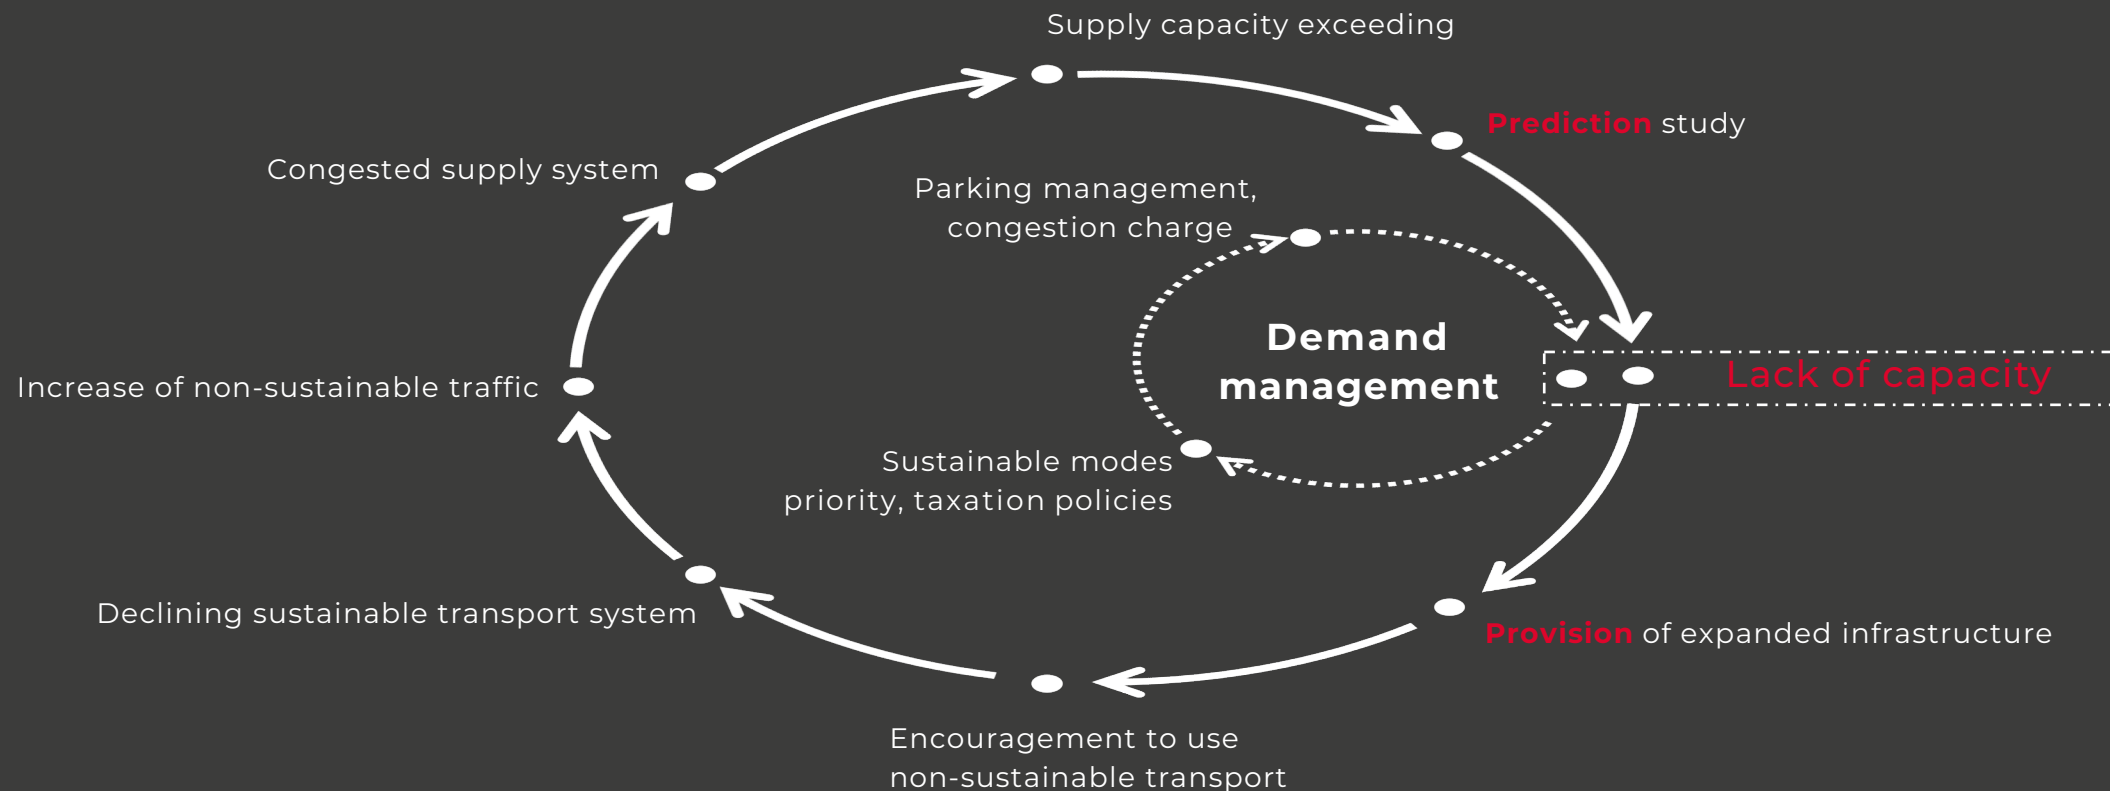 Supply capacity exceeding
Prediction study
Congested supply system
Parking management,
congestion charge
Demand
management
Lack of capacity
Increase of non-sustainable traffic
Sustainable modes
priority, taxation policies
Declining sustainable transport system
Provision of expanded infrastructure
Encouragement to use
non-sustainable transport